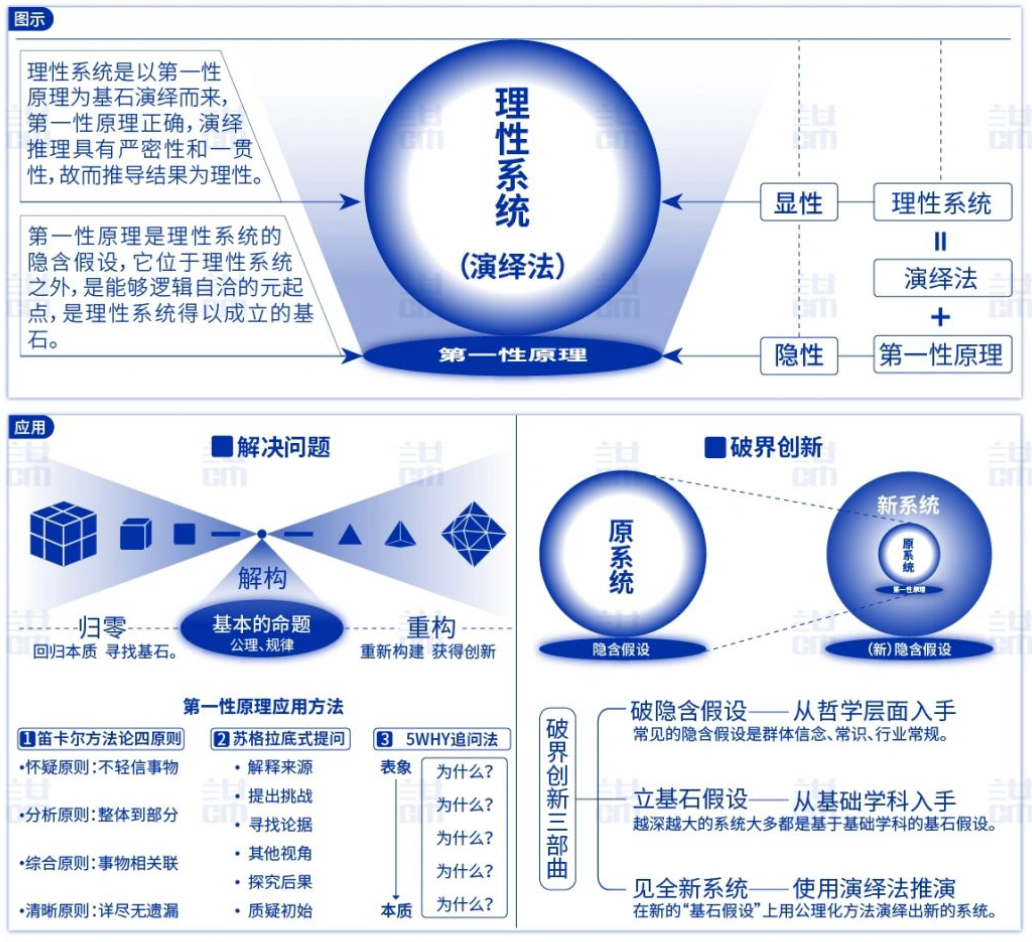 图示
理性系统是以第一性
原理为基石演绎而来，
第一性原理正确，演绎
推理具有严密性和一贯
性，故而推导结果为理性。
第一性原理是理性系统的
隐含假设，它位于理性系统
之外，是能够逻辑自洽的元起
点，是理性系统得以成立的基
石。
理性系统
（演绎法）
第一性原理
显性
理性系统
=
演绎法
+
隐性
第一性原理
应用
解决问题
解构
归零
回归本质 寻找基石。
基本的命题
公理、规律
重构
重新构建 获得创新
第一性原理应用方法
1 笛卡尔方法论四原则
•怀疑原则：不轻信事物
•分析原则：整体到部分
•综合原则：事物相关联
•清晰原则：详尽无遗漏
2 苏格拉底式提问
• 解释来源
• 提出挑战
• 寻找论据
• 其他视角
• 探究后果
• 质疑初始
3 5WHY追问法
表象
本质
为什么？
为什么？
为什么？
为什么？
为什么？
破界创新
原系统
隐含假设
新系统
原系统
第一性原理
（新）隐含假设
破界创新三部曲
破隐含假设——从哲学层面入手
常见的隐含假设是群体信念、常识、行业常规。
立基石假设——从基础学科入手
越深越大的系统大多都是基于基础学科的基石假设。
见全新系统——使用演绎法推演
在新的“基石假设”上用公理化方法演绎出新的系统。